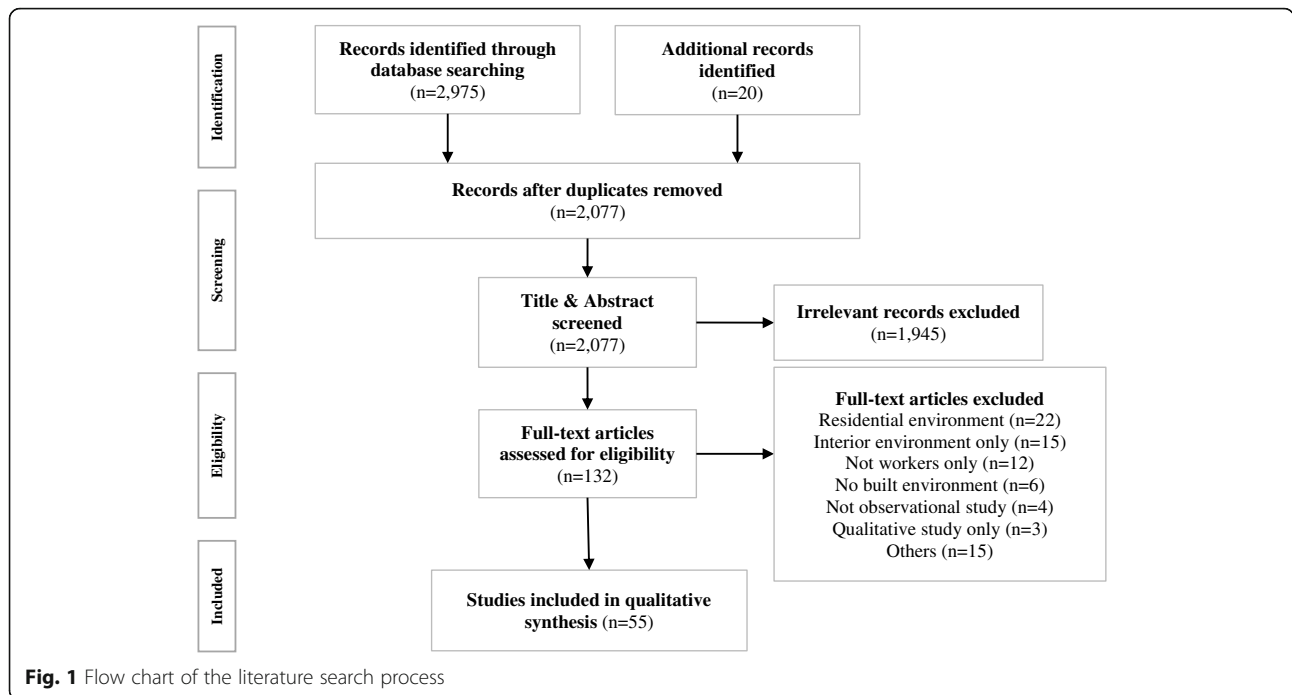 Identification
Records identified through
database searching
(n=2,975)
Additional records
identified
(n=20)
Screening
Records after duplicates removed
(n=2,077)
Title & Abstract
screened
(n=2,077)
Irrelevant records excluded
(n=1,945)
Eligibility
Full-text articles
assessed for eligibility
(n=132)
Full-text articles excluded
Residential environment (n=22)
Interior environment only (n=15)
Not workers only (n=12)
No built environment (n=6)
Not observational study (n=4)
Qualitative study only (n=3)
Others (n=15)
Included
Studies included in qualitative
synthesis (n=55)
Fig. 1 Flow chart of the literature search process